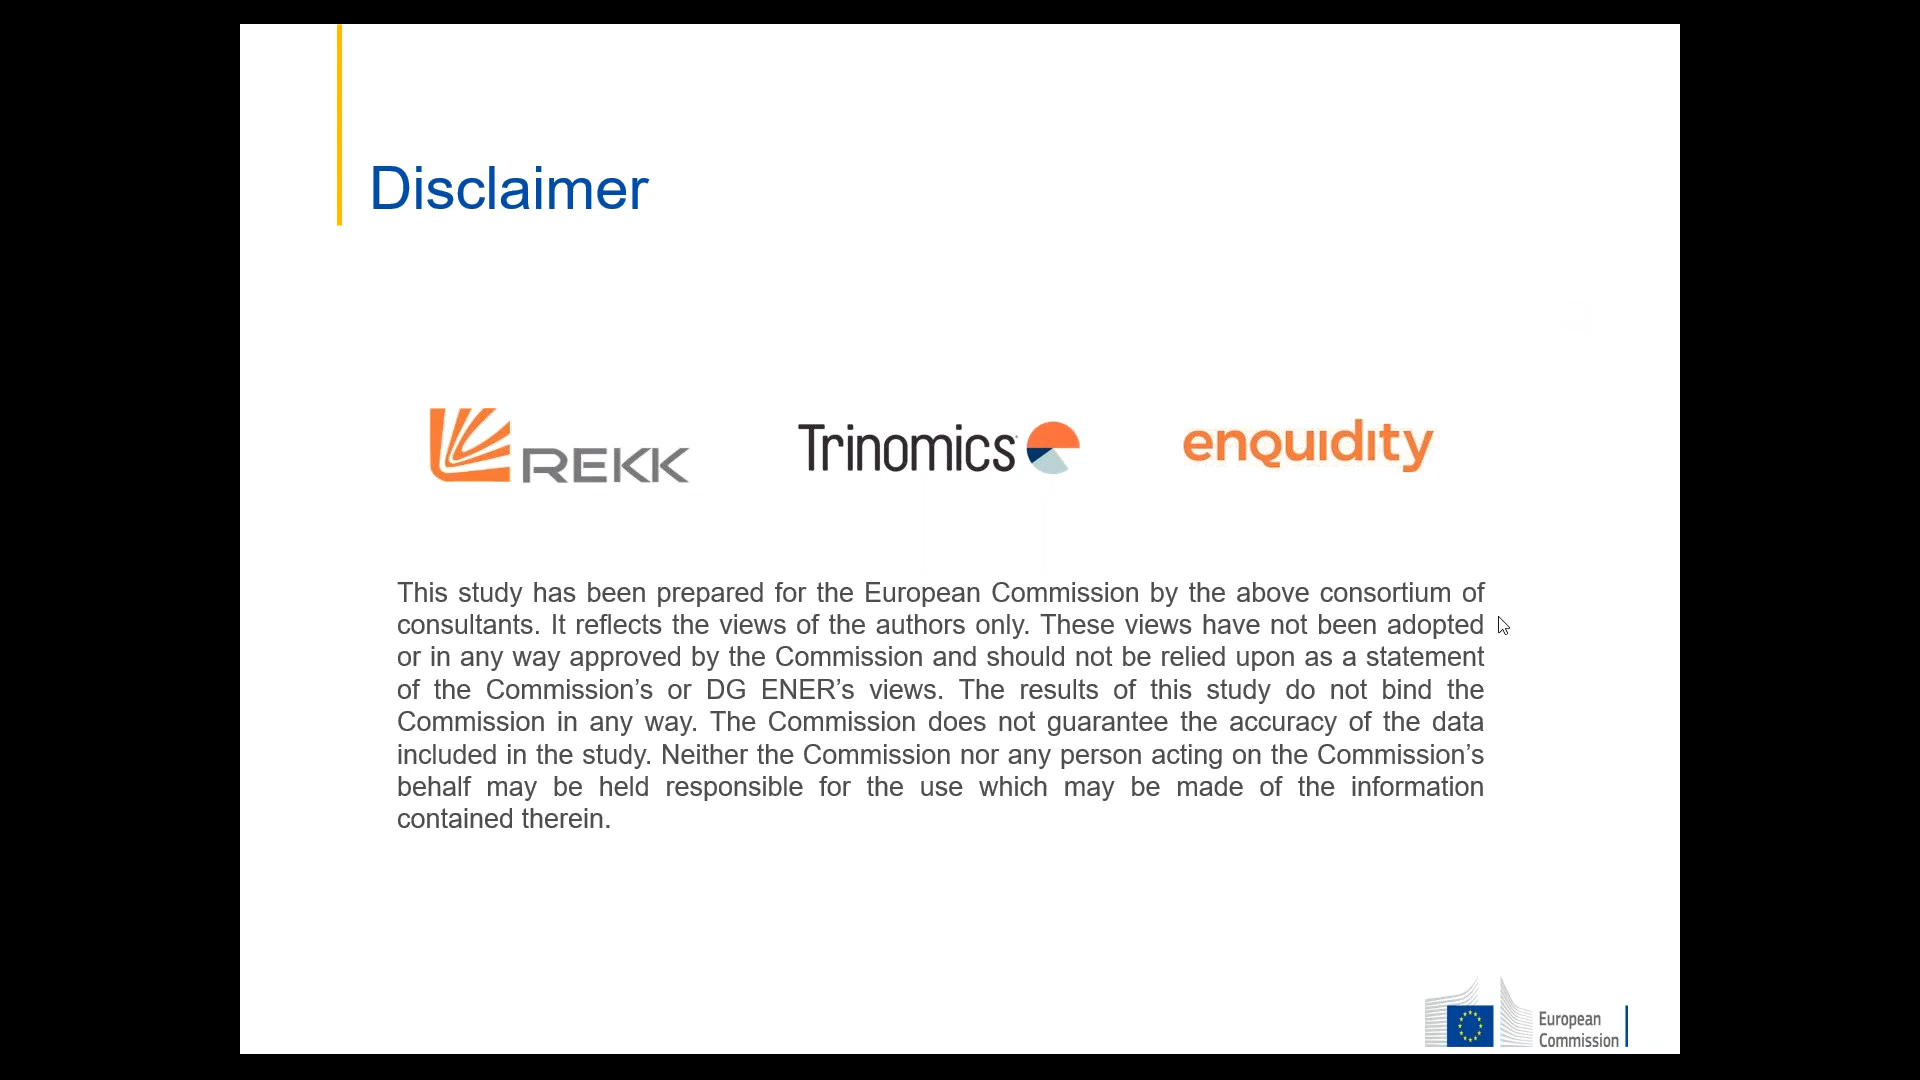 Disclaimer
REKK
Trinomics
enquidity
This study has been prepared for the European Commission by the above consortium of
consultants. It reflects the views of the authors only. These views have not been adopted
or in any way approved by the Commission and should not be relied upon as a statement
of the Commission’s or DG ENER’s views. The results of this study do not bind the
Commission in any way. The Commission does not guarantee the accuracy of the data
included in the study. Neither the Commission nor any person acting on the Commission’s
behalf may be held responsible for the use which may be made of the information
contained therein.
European
Commission